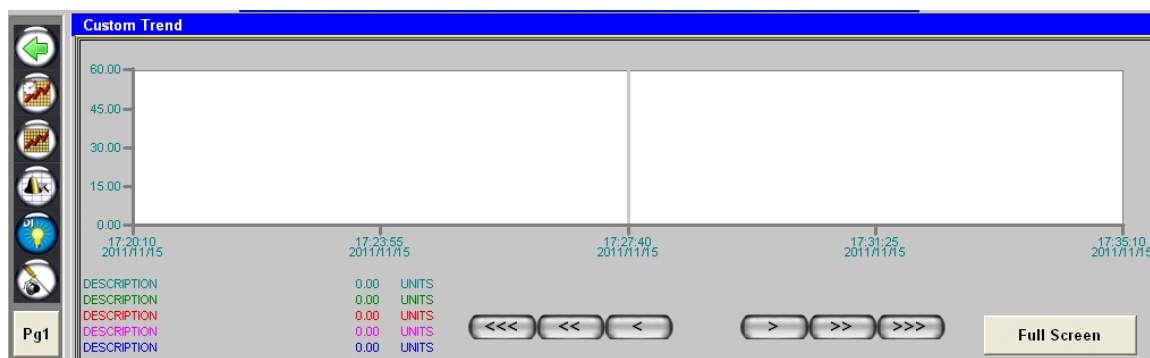 Custom Trend
60.00
45.00
30.00
15.00
0.00
17:20:10 17:23:55 17:27:40 17:31:25 17:35:10
2011/11/15 2011/11/15 2011/11/15 2011/11/15 2011/11/15
DESCRIPTION 0.00 UNITS
DESCRIPTION 0.00 UNITS
DESCRIPTION 0.00 UNITS
DESCRIPTION 0.00 UNITS
DESCRIPTION 0.00 UNITS
<<< << < > >> >>>
Pg1
Full Screen